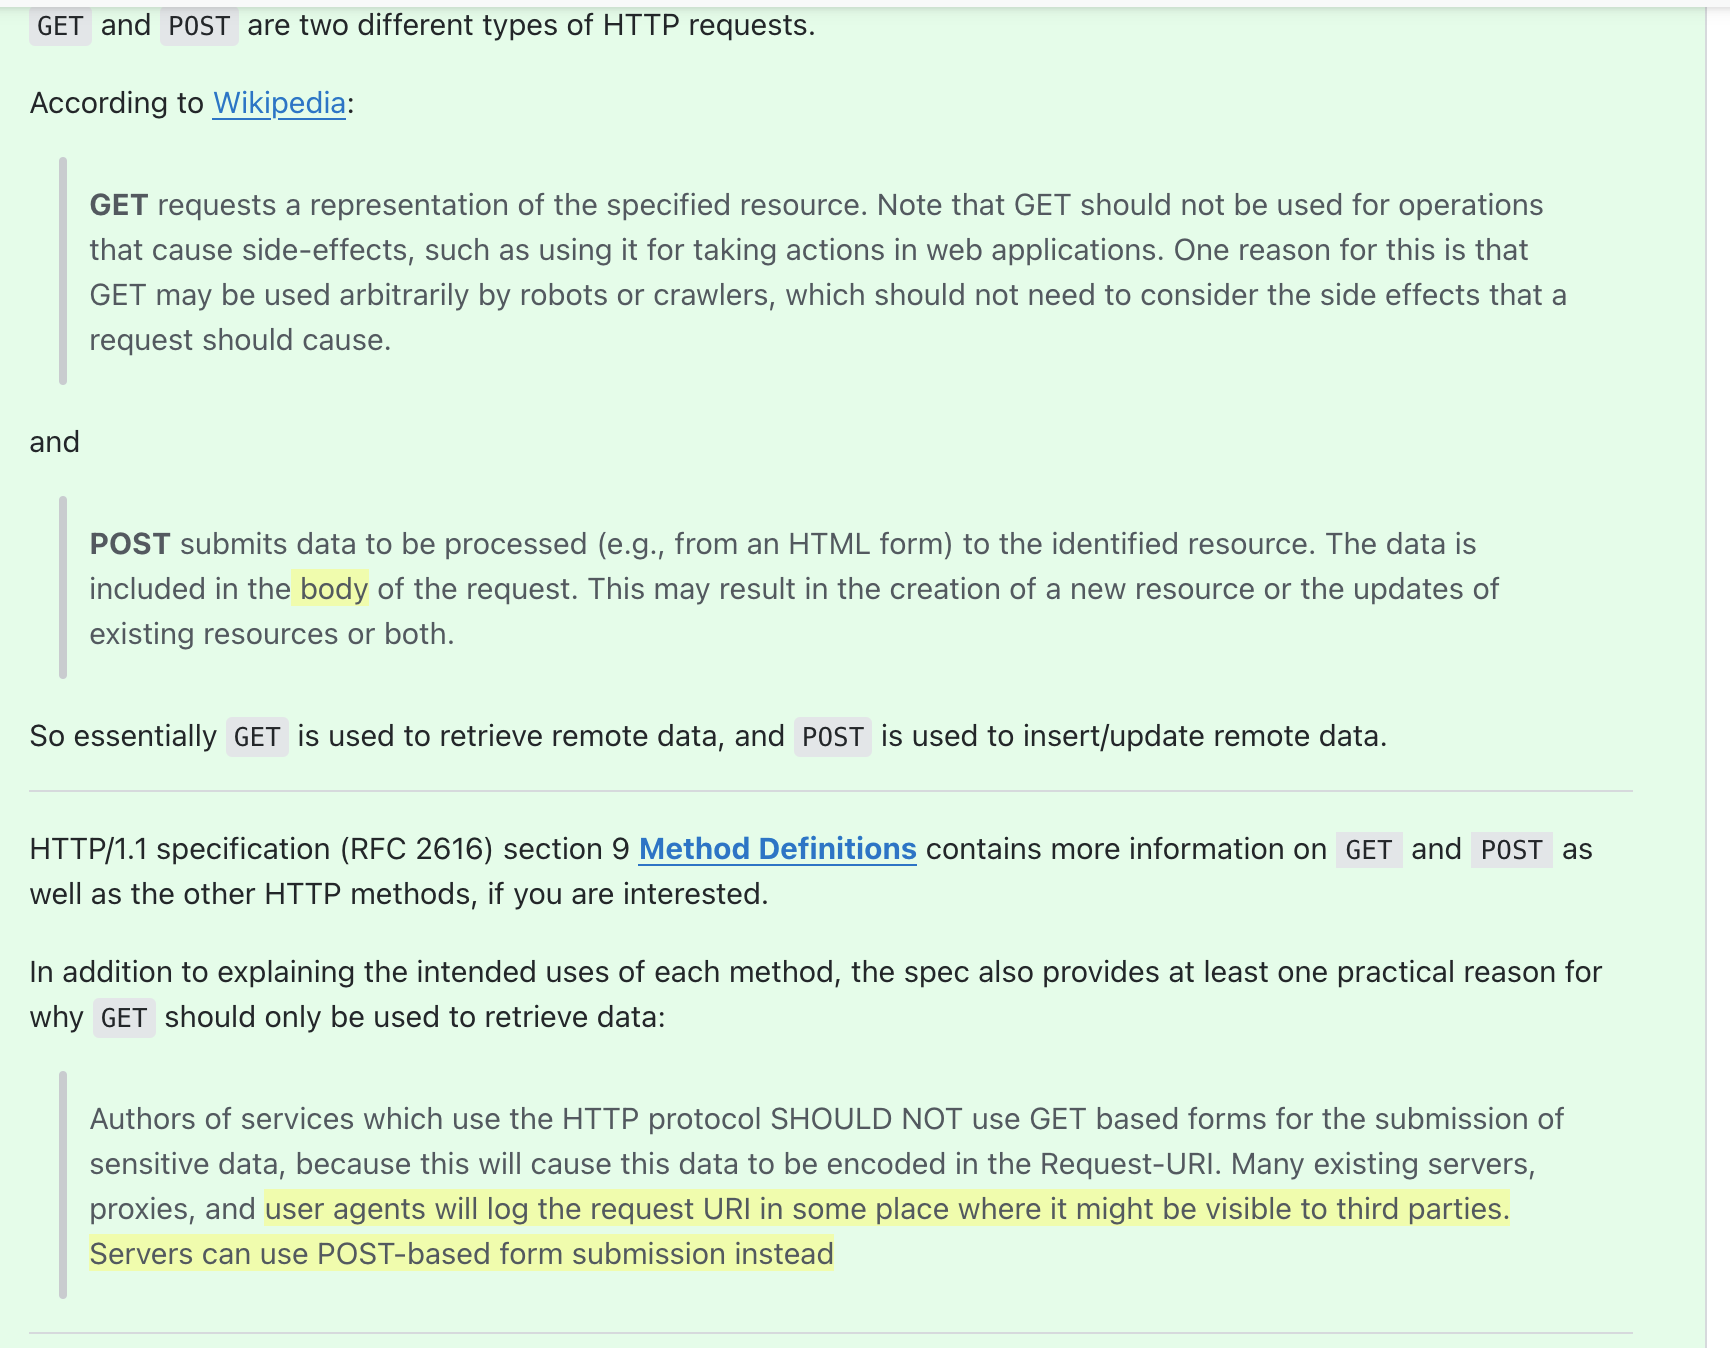 GET and POST are two different types of HTTP requests.
According to Wikipedia:
GET requests a representation of the specified resource. Note that GET should not be used for operations
that cause side-effects, such as using it for taking actions in web applications. One reason for this is that
GET may be used arbitrarily by robots or crawlers, which should not need to consider the side effects that a
request should cause.
and
POST submits data to be processed (e.g., from an HTML form) to the identified resource. The data is
included in the body of the request. This may result in the creation of a new resource or the updates of
existing resources or both.
So essentially GET is used to retrieve remote data, and POST is used to insert/update remote data.
HTTP/1.1 specification (RFC 2616) section 9 Method Definitions contains more information on GET and POST as
well as the other HTTP methods, if you are interested.
In addition to explaining the intended uses of each method, the spec also provides at least one practical reason for
why GET should only be used to retrieve data:
Authors of services which use the HTTP protocol SHOULD NOT use GET based forms for the submission of
sensitive data, because this will cause this data to be encoded in the Request-URI. Many existing servers,
proxies, and user agents will log the request URI in some place where it might be visible to third parties.
Servers can use POST-based form submission instead